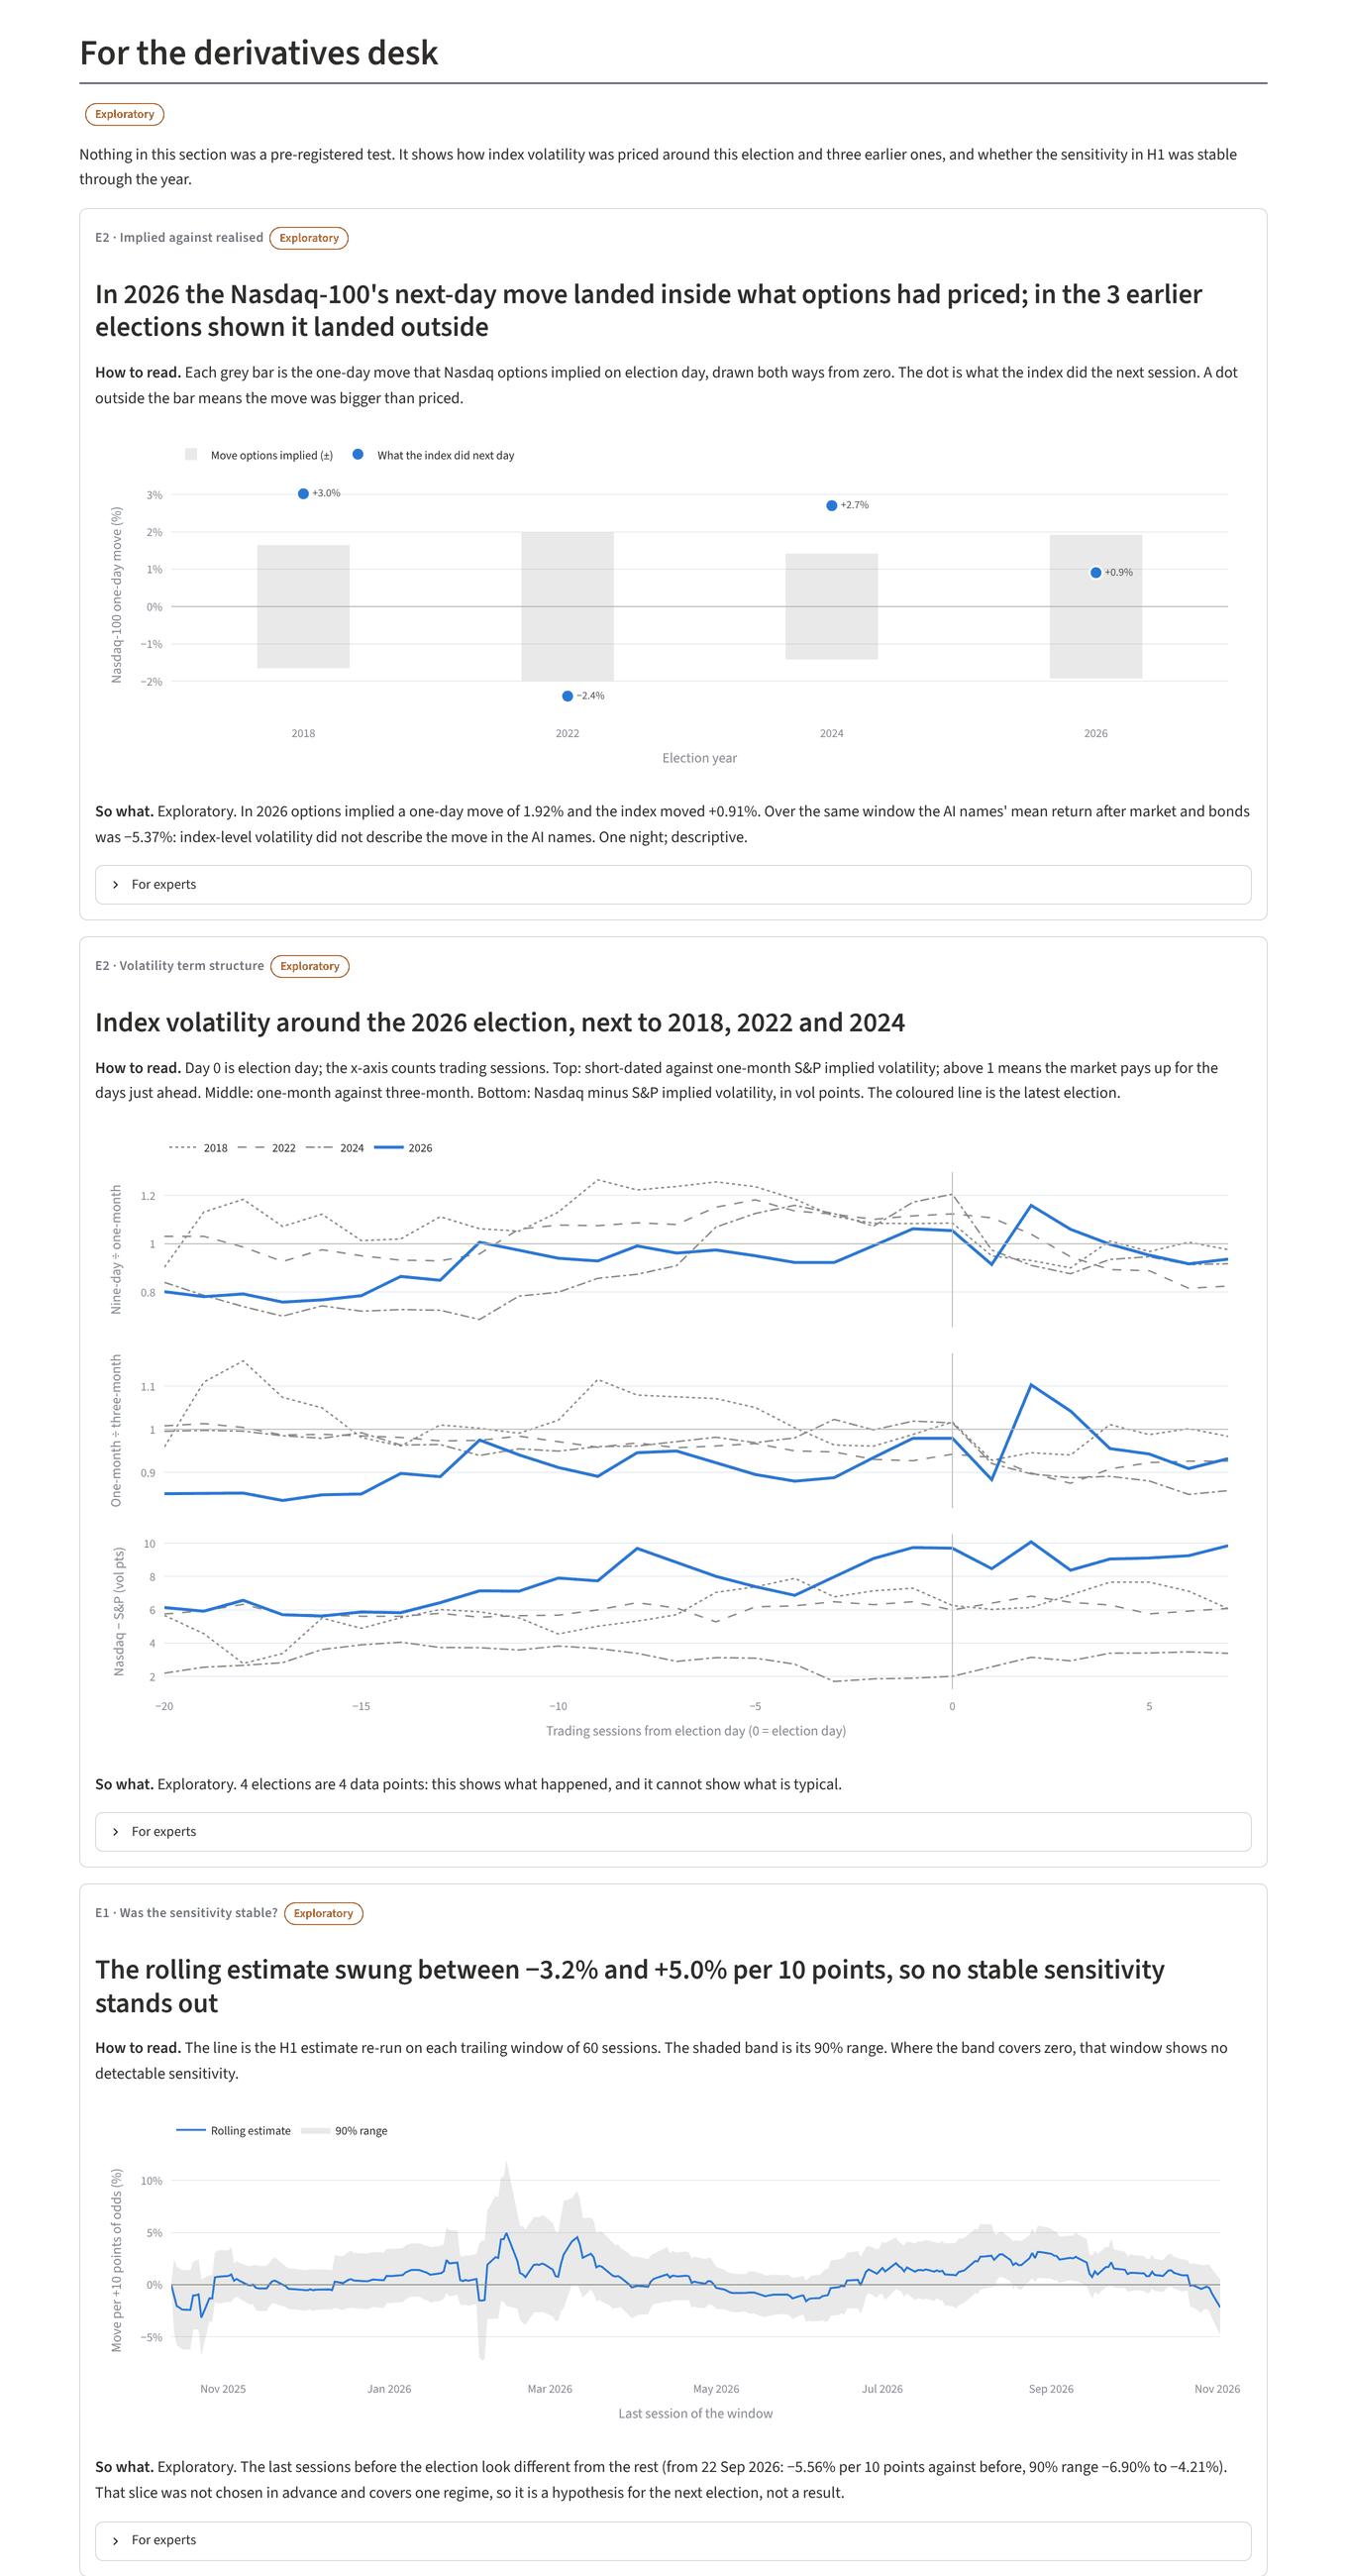 For the derivatives desk
Exploratory
Nothing in this section was a pre-registered test. It shows how index volatility was priced around this election and three earlier ones, and whether the sensitivity in H1 was stable
through the year.
E2 · Implied against realised Exploratory
In 2026 the Nasdaq-100's next-day move landed inside what options had priced; in the 3 earlier
elections shown it landed outside
How to read. Each grey bar is the one-day move that Nasdaq options implied on election day, drawn both ways from zero. The dot is what the index did the next session. A dot
outside the bar means the move was bigger than priced.
Move options implied (±) What the index did next day
Nasdaq-100 one-day move (%)
3%
2%
1%
0%
−1%
−2%
+3.0%
−2.4%
+2.7%
+0.9%
2018 2022 2024 2026
Election year
So what. Exploratory. In 2026 options implied a one-day move of 1.92% and the index moved +0.91%. Over the same window the AI names' mean return after market and bonds
was −5.37%: index-level volatility did not describe the move in the AI names. One night; descriptive.
For experts
E2 · Volatility term structure Exploratory
Index volatility around the 2026 election, next to 2018, 2022 and 2024
How to read. Day 0 is election day; the x-axis counts trading sessions. Top: short-dated against one-month S&P implied volatility; above 1 means the market pays up for the
days just ahead. Middle: one-month against three-month. Bottom: Nasdaq minus S&P implied volatility, in vol points. The coloured line is the latest election.
2018 2022 2024 2026
Nine-day ÷ one-month
1.2
1
0.8
One-month ÷ three-month
1.1
1
0.9
Nasdaq − S&P (vol pts)
10
8
6
4
2
−20 −15 −10 −5 0 5
Trading sessions from election day (0 = election day)
So what. Exploratory. 4 elections are 4 data points: this shows what happened, and it cannot show what is typical.
For experts
E1 · Was the sensitivity stable? Exploratory
The rolling estimate swung between −3.2% and +5.0% per 10 points, so no stable sensitivity
stands out
How to read. The line is the H1 estimate re-run on each trailing window of 60 sessions. The shaded band is its 90% range. Where the band covers zero, that window shows no
detectable sensitivity.
Rolling estimate 90% range
Move per +10 points of odds (%)
10%
5%
0%
−5%
Nov 2025 Jan 2026 Mar 2026 May 2026 Jul 2026 Sep 2026 Nov 2026
Last session of the window
So what. Exploratory. The last sessions before the election look different from the rest (from 22 Sep 2026: −5.56% per 10 points against before, 90% range −6.90% to −4.21%).
That slice was not chosen in advance and covers one regime, so it is a hypothesis for the next election, not a result.
For experts